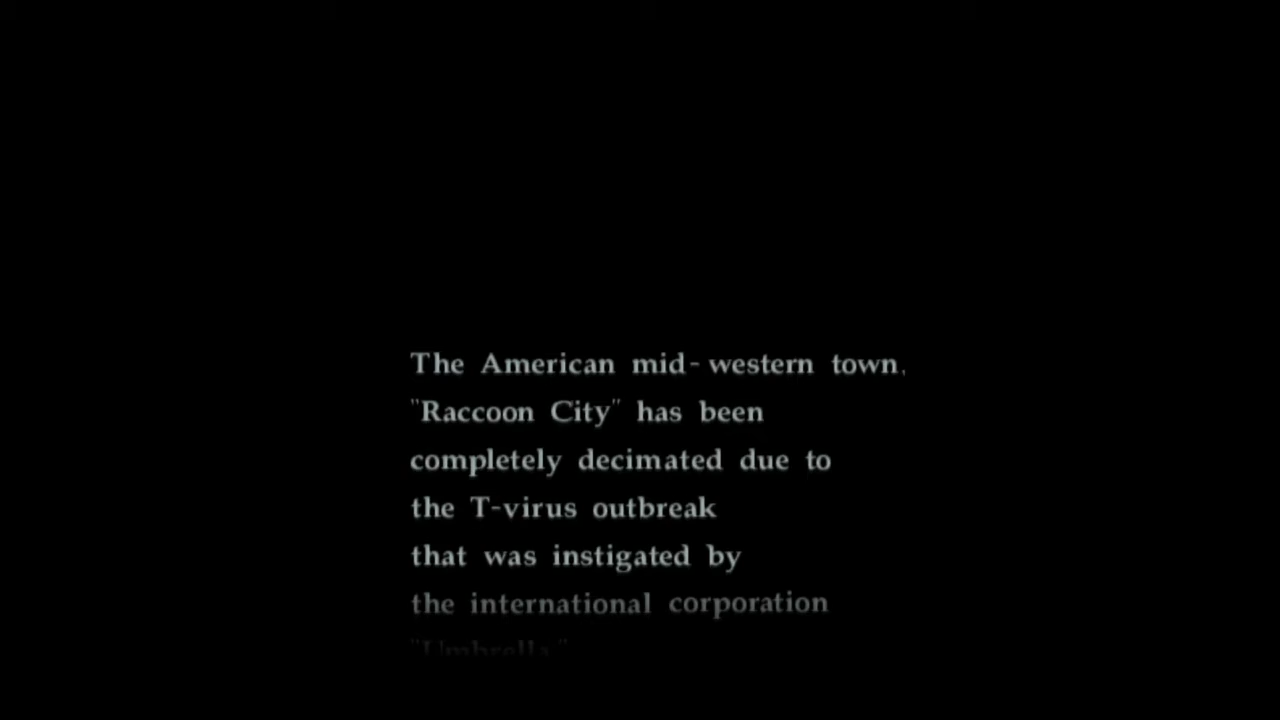 The American mid-western town,
"Raccoon City" has been
completely decimated due to
the T-virus outbreak
that was instigated by
the international corporation
"Umbrella."